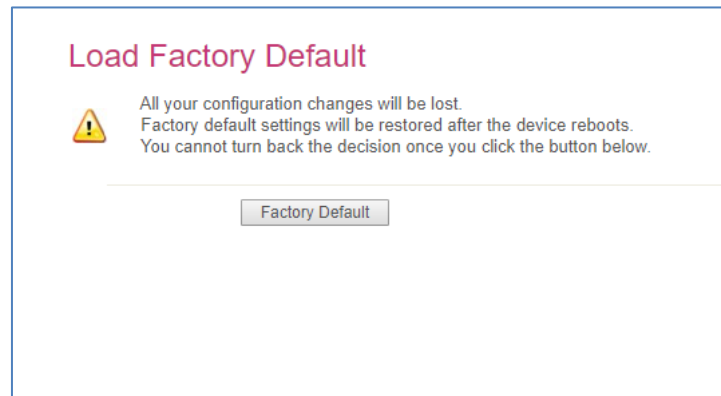 Load Factory Default
All your configuration changes will be lost.
Factory default settings will be restored after the device reboots.
You cannot turn back the decision once you click the button below.
Factory Default